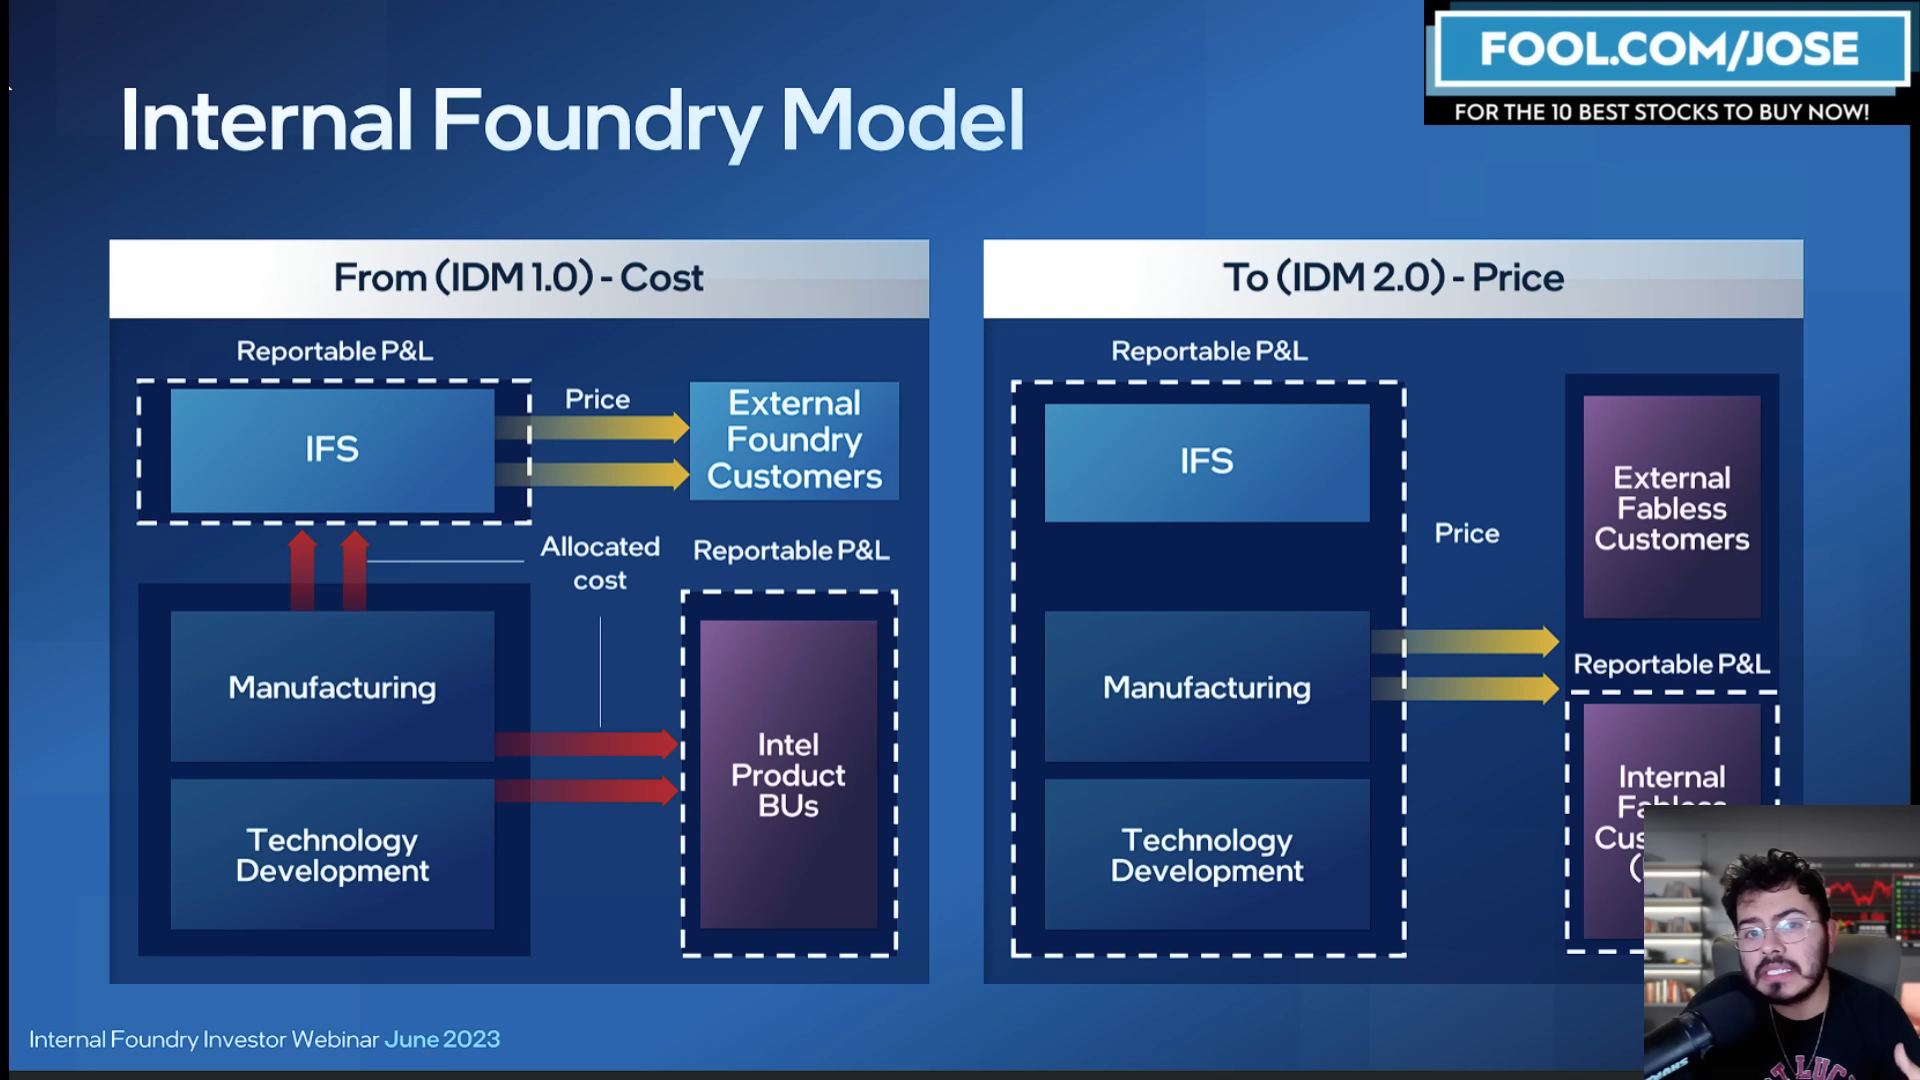 FOOL.COM/JOSE
FOR THE 10 BEST STOCKS TO BUY NOW!
Internal Foundry Model
From (IDM 1.0) - Cost
Reportable P&L
IFS
Price
External
Foundry
Customers
Allocated
cost
Reportable P&L
Manufacturing
Technology
Development
Intel
Product
BUs
To (IDM 2.0) - Price
Reportable P&L
IFS
Manufacturing
Technology
Development
Price
External
Fabless
Customers
Reportable P&L
Internal
Fabless
Internal Foundry Investor Webinar June 2023